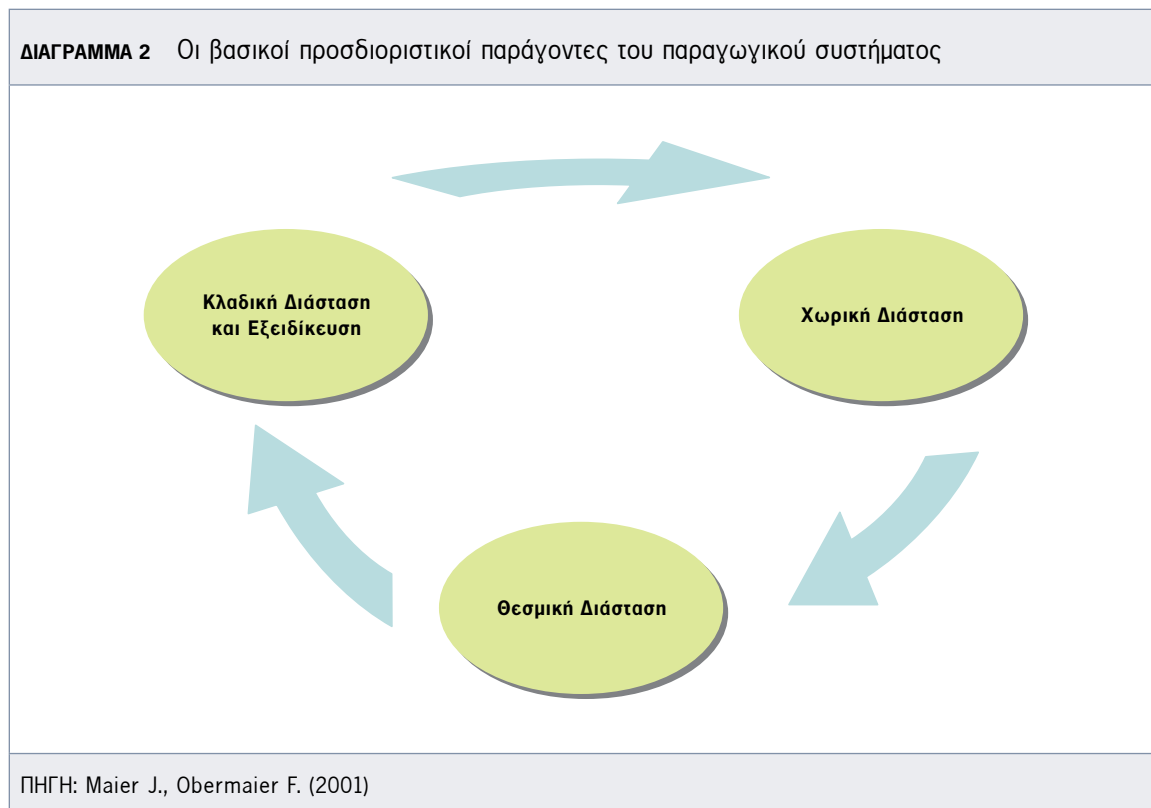 ΔΙΑΓΡΑΜΜΑ 2 Οι βασικοί προσδιοριστικοί παράγοντες του παραγωγικού συστήματος
Κλαδική Διάσταση
και Εξειδίκευση
Χωρική Διάσταση
Θεσμική Διάσταση
ΠΗΓΗ: Maier J., Obermaier F. (2001)